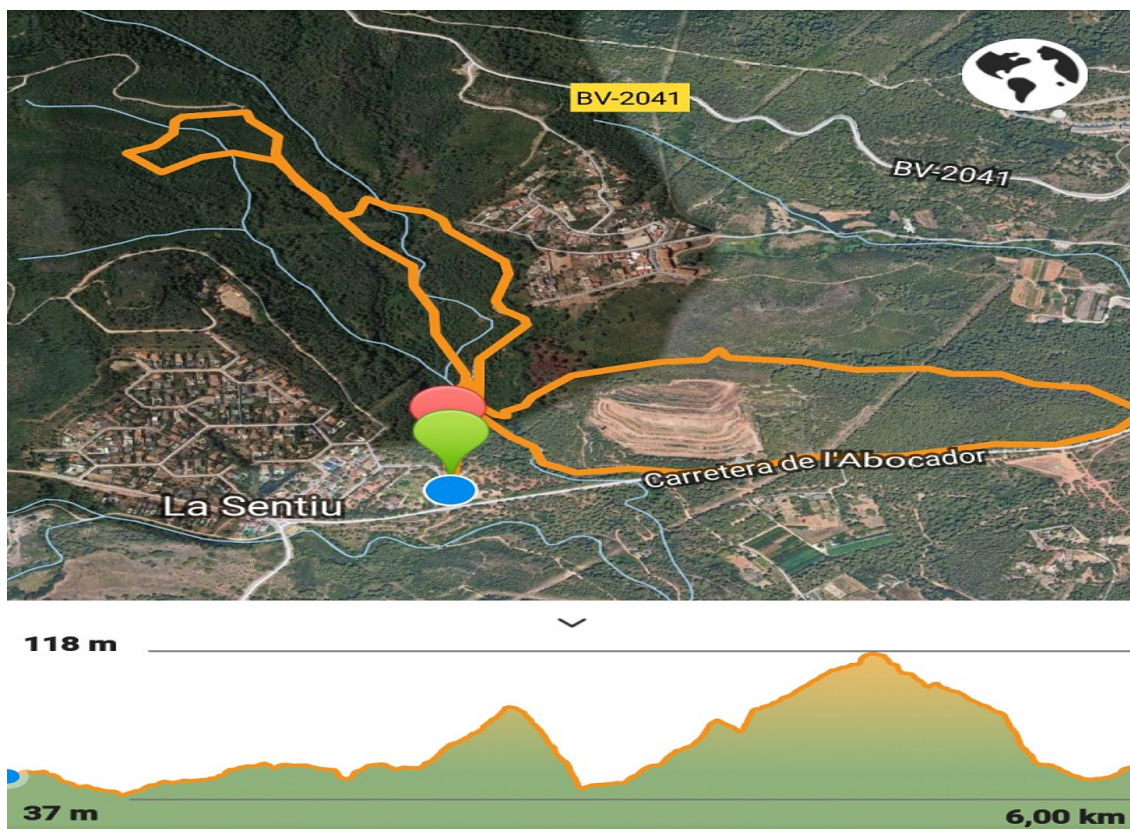 BV-2041
BV-2041
Carretera de l'Abocador
La Sentiu
118 m
37 m
6,00 km